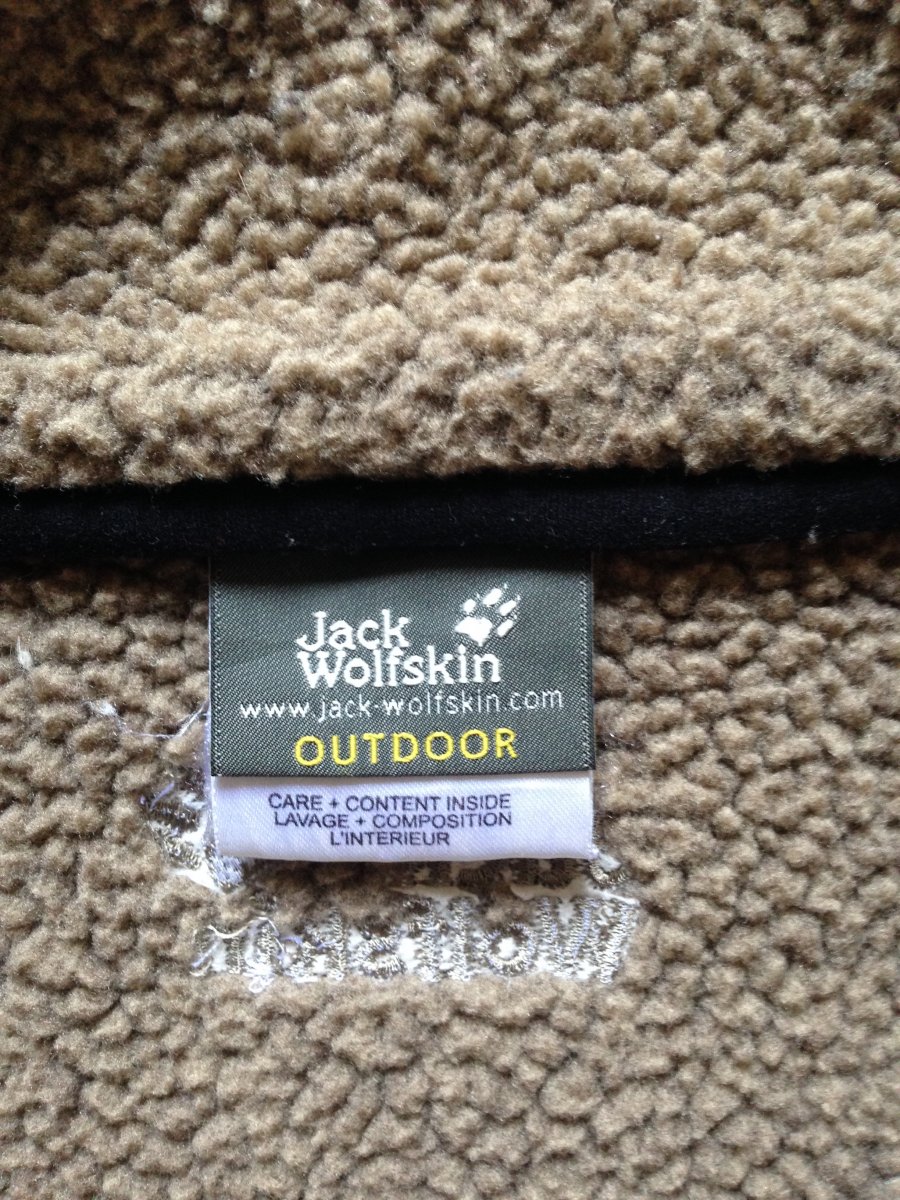 Jack
Wolfskin
www.jack-wolfskin.com
OUTDOOR
CARE + CONTENT INSIDE
LAVAGE + COMPOSITION
L'INTERIEUR